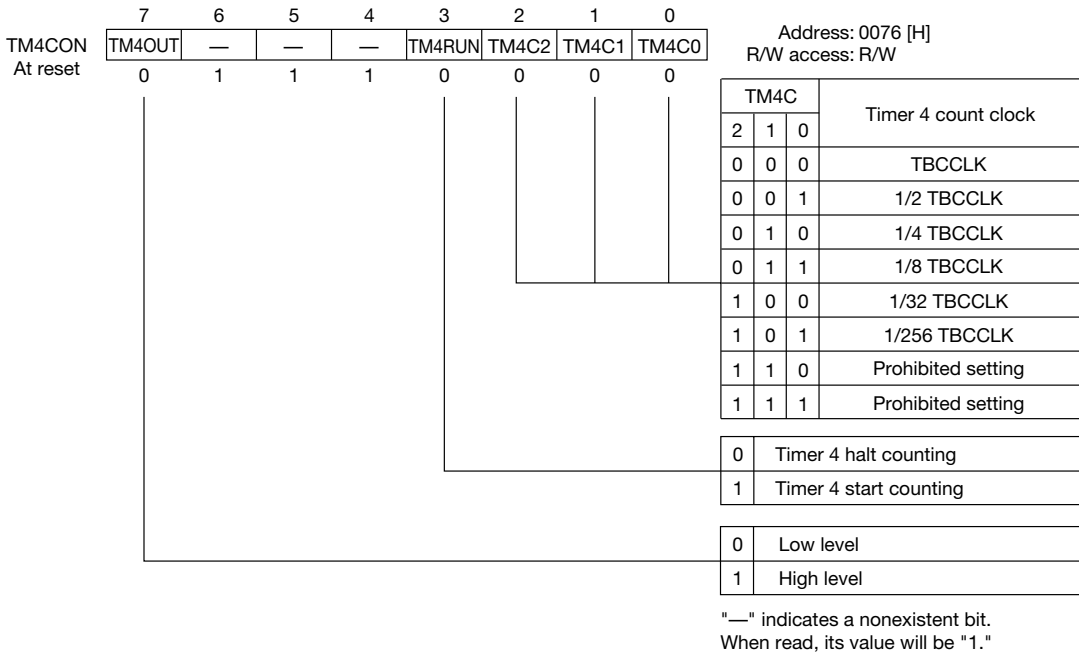 7 6 5 4 3 2 1 0
TM4CON TM4OUT — — — TM4RUN TM4C2 TM4C1 TM4C0
At reset 0 1 1 1 0 0 0 0
Address: 0076 [H]
R/W access: R/W
TM4C Timer 4 count clock
2 1 0
0 0 0 TBCCLK
0 0 1 1/2 TBCCLK
0 1 0 1/4 TBCCLK
0 1 1 1/8 TBCCLK
1 0 0 1/32 TBCCLK
1 0 1 1/256 TBCCLK
1 1 0 Prohibited setting
1 1 1 Prohibited setting
0 Timer 4 halt counting
1 Timer 4 start counting
0 Low level
1 High level
"—" indicates a nonexistent bit.
When read, its value will be "1."